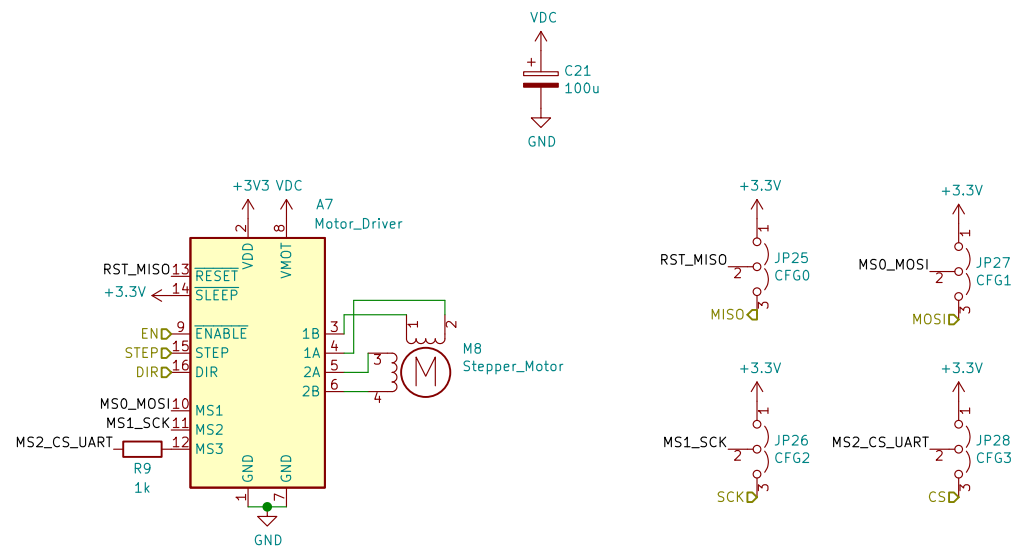 VDC
+
C21
100u
GND
+3V3 VDC
A7
Motor_Driver
2
8
VDD
VMOT
RST_MISO 13 RESET
+3.3V 14 SLEEP
EN 9 ENABLE
STEP 15 STEP
DIR 16 DIR
MS0_MOSI 10 MS1
MS1_SCK 11 MS2
MS2_CS_UART 12 MS3
R9
1k
1B 3
1A 4
2A 5
2B 6
GND
GND
1
7
GND
1
2
3
4
M
M8
Stepper_Motor
+3.3V
1
RST_MISO
2
JP25
CFG0
3
MISO
+3.3V
1
MS0_MOSI
2
JP27
CFG1
3
MOSI
+3.3V
1
MS1_SCK
2
JP26
CFG2
3
SCK
+3.3V
1
MS2_CS_UART
2
JP28
CFG3
3
CS